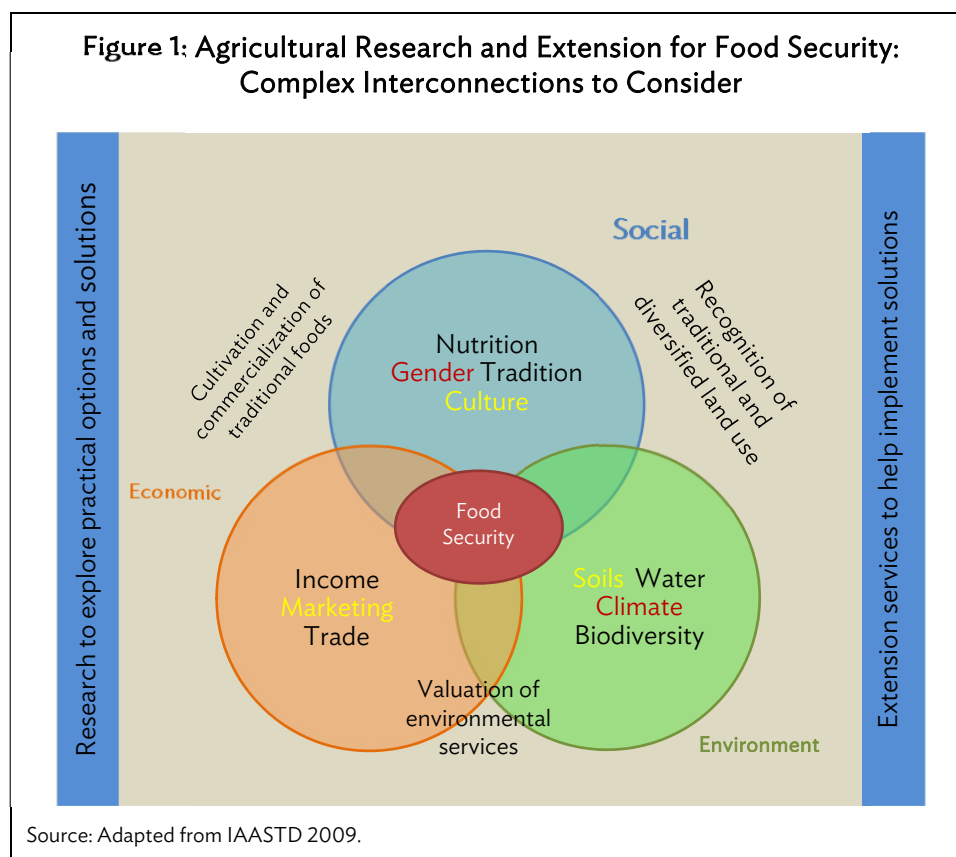 Figure 1: Agricultural Research and Extension for Food Security:
Complex Interconnections to Consider
Research to explore practical options and solutions
Social
Cultivation and
commercialization of
traditional foods
Recognition of
traditional and
diversified land use
Nutrition
Gender Tradition
Culture
Economic
Food
Security
Income
Marketing
Trade
Soils Water
Climate
Biodiversity
Valuation of
environmental
services
Environment
Extension services to help implement solutions
Source: Adapted from IAASTD 2009.